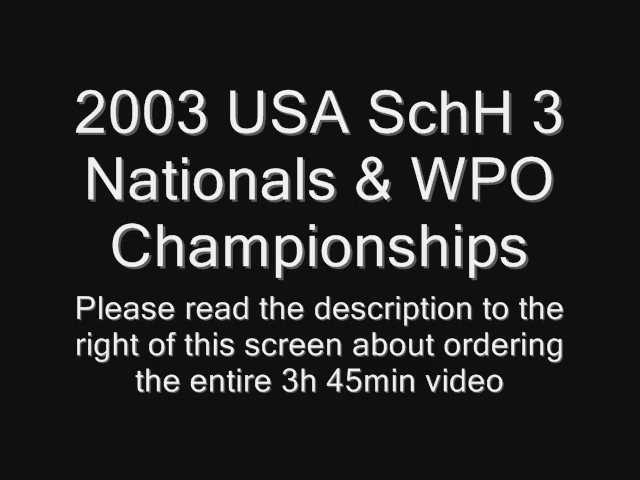 2003 USA SchH 3
Nationals & WPO
Championships
Please read the description to the
right of this screen about ordering
the entire 3h 45min video